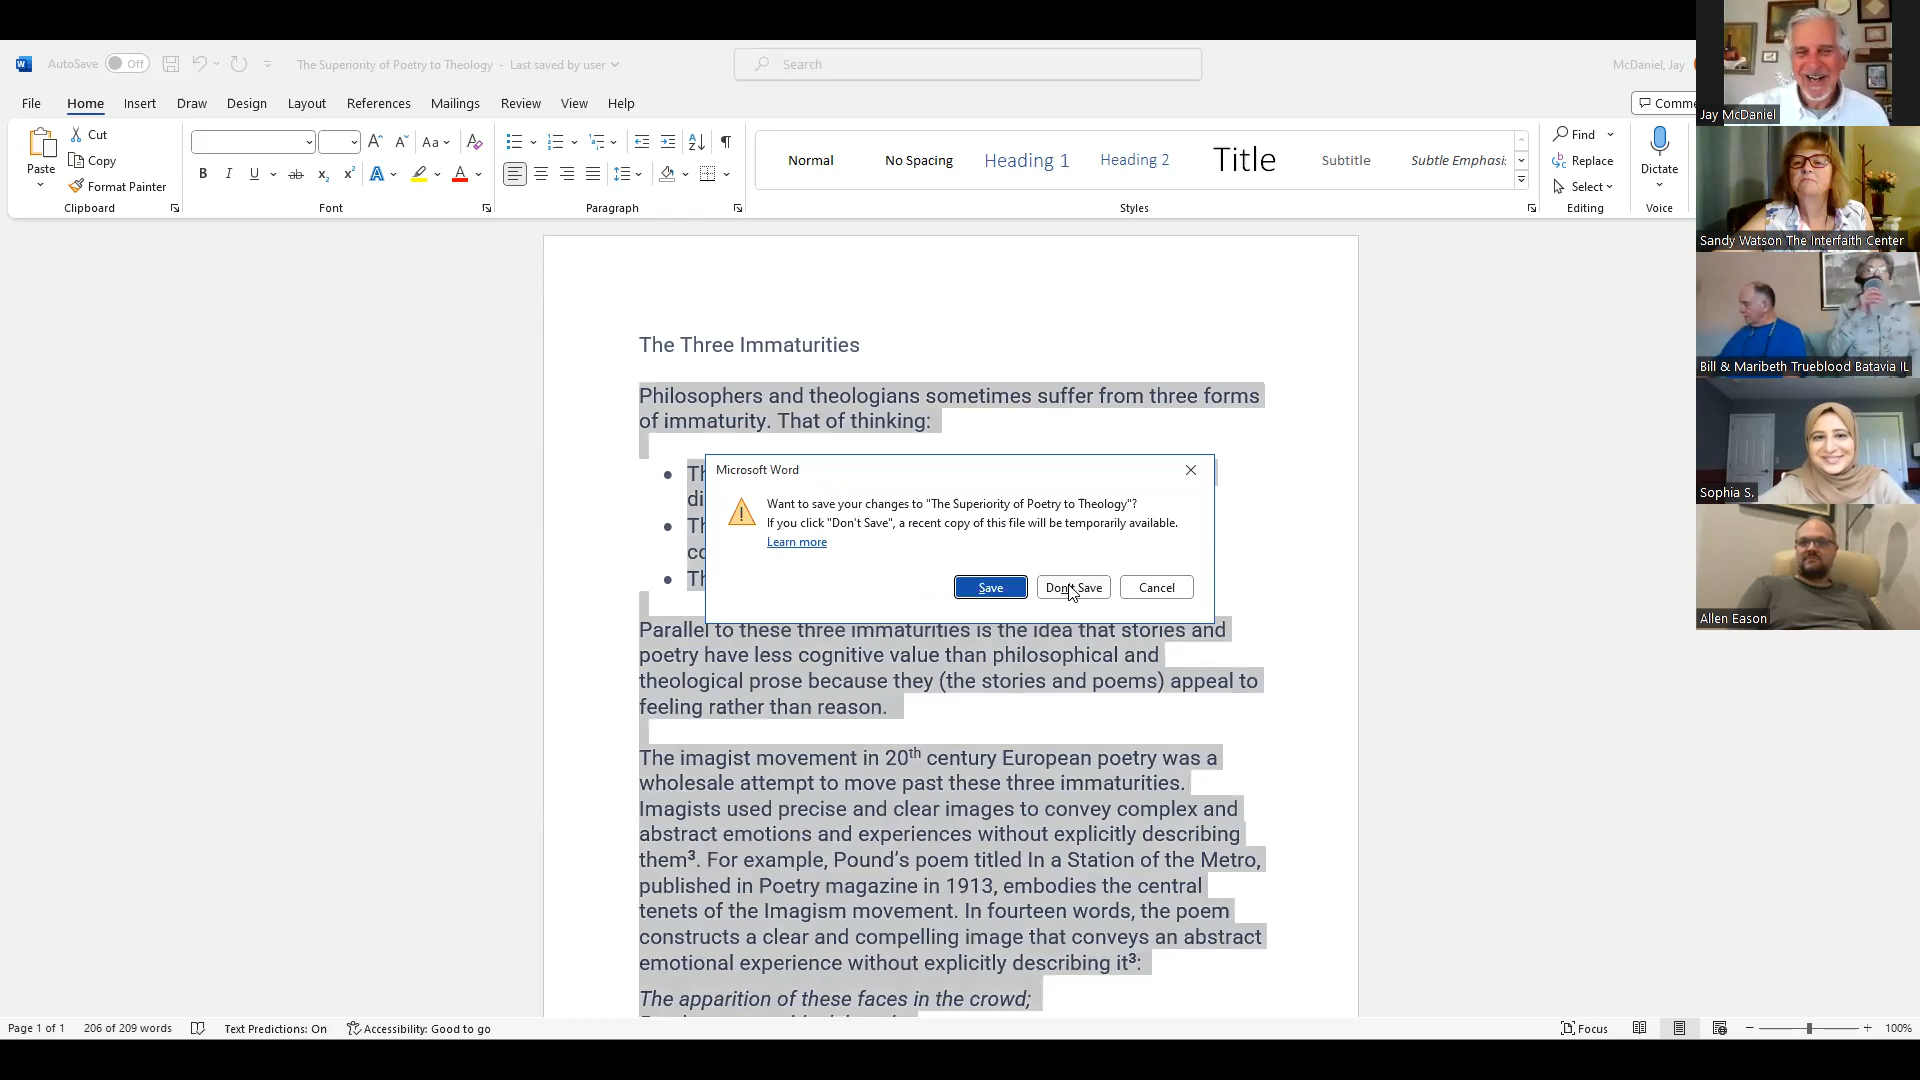 AutoSave Off The Superiority of Poetry to Theology - Last saved by user Search McDaniel, Jay
File Home Insert Draw Design Layout References Mailings Review View Help
Paste Cut Copy Format Painter
Clipboard
Aa
B I U ab x₂ x² A A
Font
Paragraph
Normal No Spacing Heading 1 Heading 2 Title Subtitle
Styles
Find Replace Select
Editing
Dictate
Voice
The Three Immaturities
Philosophers and theologians sometimes suffer from three forms
of immaturity. That of thinking:
Microsoft Word
Want to save your changes to "The Superiority of Poetry to Theology"?
If you click "Don't Save", a recent copy of this file will be temporarily available.
Learn more
Save Don't Save Cancel
Parallel to these three immaturities is the idea that stories and
poetry have less cognitive value than philosophical and
theological prose because they (the stories and poems) appeal to
feeling rather than reason.
The imagist movement in 20th century European poetry was a
wholesale attempt to move past these three immaturities.
Imagists used precise and clear images to convey complex and
abstract emotions and experiences without explicitly describing
them³. For example, Pound's poem titled In a Station of the Metro,
published in Poetry magazine in 1913, embodies the central
tenets of the Imagism movement. In fourteen words, the poem
constructs a clear and compelling image that conveys an abstract
emotional experience without explicitly describing it³:
The apparition of these faces in the crowd;
Page 1 of 1 206 of 209 words Text Predictions: On Accessibility: Good to go Focus 100%
Jay McDaniel
Sandy Watson The Interfaith Center
Bill & Maribeth Trueblood Batavia IL
Sophia S.
Allen Eason